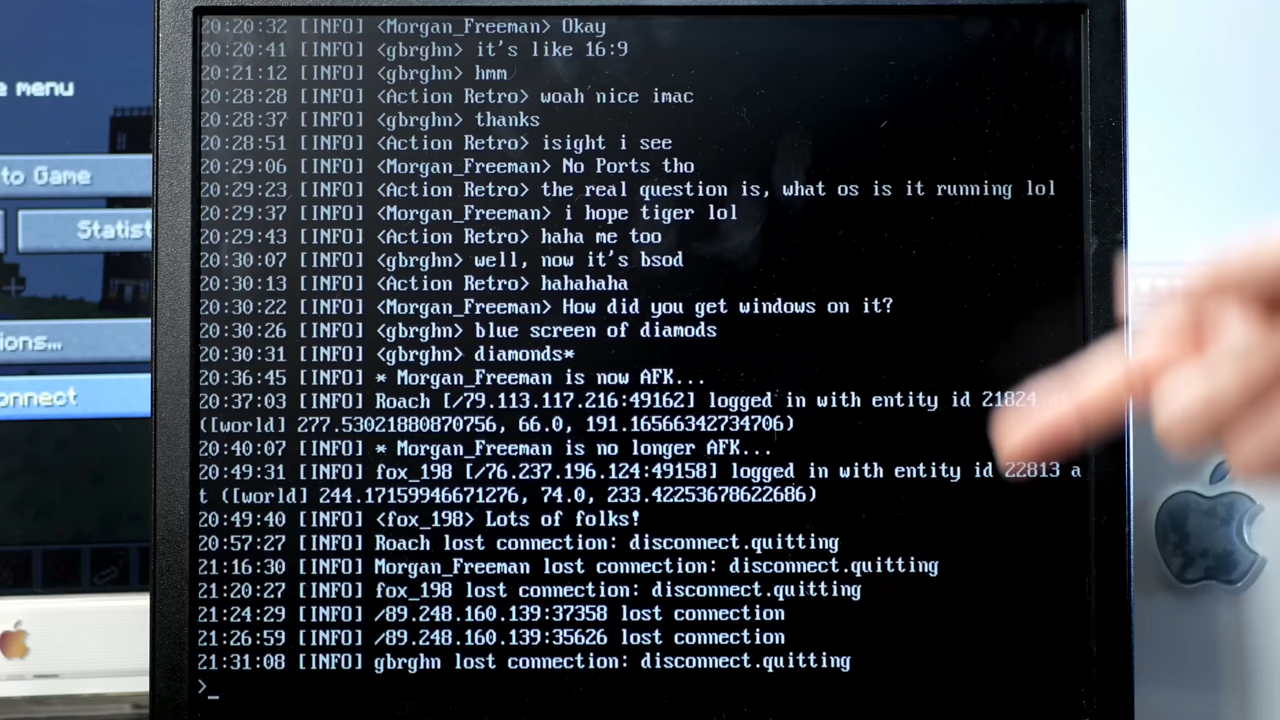 20:20:32 [INFO] <Morgan_Freeman> Okay
20:20:41 [INFO] <gbrghn> it's like 16:9
20:21:12 [INFO] <gbrghn> hmm
20:28:28 [INFO] <Action Retro> woah nice imac
20:28:37 [INFO] <gbrghn> thanks
20:28:51 [INFO] <Action Retro> isight i see
20:29:06 [INFO] <Morgan_Freeman> No Ports tho
20:29:23 [INFO] <Action Retro> the real question is, what os is it running lol
20:29:37 [INFO] <Morgan_Freeman> i hope tiger lol
20:29:43 [INFO] <Action Retro> haha me too
20:30:07 [INFO] <gbrghn> well, now it's bsod
20:30:13 [INFO] <Action Retro> hahahaha
20:30:22 [INFO] <Morgan_Freeman> How did you get windows on it?
20:30:26 [INFO] <gbrghn> blue screen of diamods
20:30:31 [INFO] <gbrghn> diamonds*
20:36:45 [INFO] * Morgan_Freeman is now AFK...
20:37:03 [INFO] Roach [/79.113.117.216:49162] logged in with entity id 21824
([world] 277.53021880870756, 66.0, 191.16566342734706)
20:40:07 [INFO] * Morgan_Freeman is no longer AFK...
20:49:31 [INFO] fox_198 [/76.237.196.124:49158] logged in with entity id 22813 a
t ([world] 244.17159946671276, 74.0, 233.42253678622686)
20:49:40 [INFO] <fox_198> Lots of folks!
20:57:27 [INFO] Roach lost connection: disconnect.quitting
21:16:30 [INFO] Morgan_Freeman lost connection: disconnect.quitting
21:20:27 [INFO] fox_198 lost connection: disconnect.quitting
21:24:29 [INFO] /89.248.160.139:37358 lost connection
21:26:59 [INFO] /89.248.160.139:35626 lost connection
21:31:08 [INFO] gbrghn lost connection: disconnect.quitting
>_
e menu
to Game
Statist
ions...
onnect